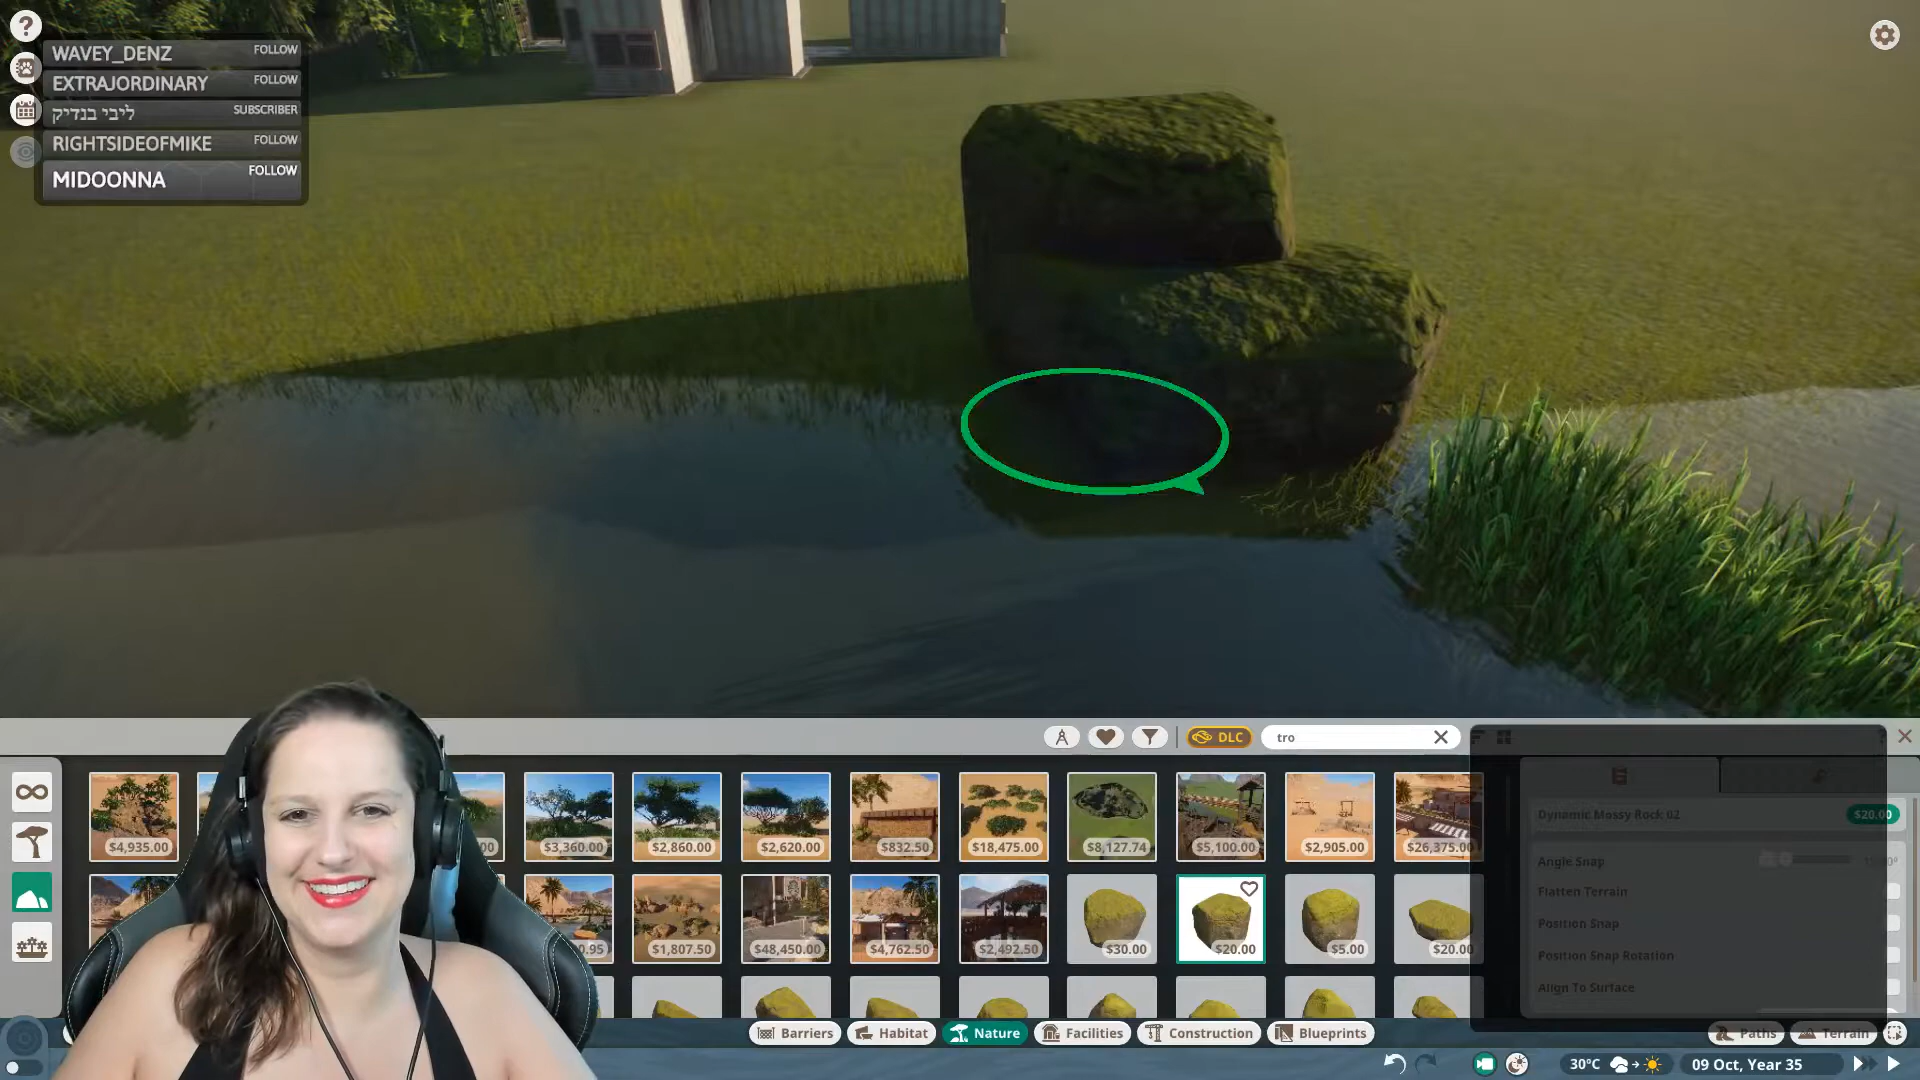 ?
WAVEY_DENZ FOLLOW
EXTRAJORDINARY FOLLOW
ליבי בנדיק SUBSCRIBER
RIGHTSIDEOFMIKE FOLLOW
MIDOONNA FOLLOW
DLC tro
$4,935.00 $3,360.00 $2,860.00 $2,620.00 $832.50 $18,475.00 $8,127.74 $5,100.00 $2,905.00 $26,375.00
$1,807.50 $48,450.00 $4,762.50 $2,492.50 $30.00 $20.00 $5.00 $20.00
Dynamic Mossy Rock 02 $20.00
Angle Snap
Flatten Terrain
Position Snap
Position Snap Rotation
Align To Surface
Barriers Habitat Nature Facilities Construction Blueprints Paths Terrain
30°C 09 Oct, Year 35